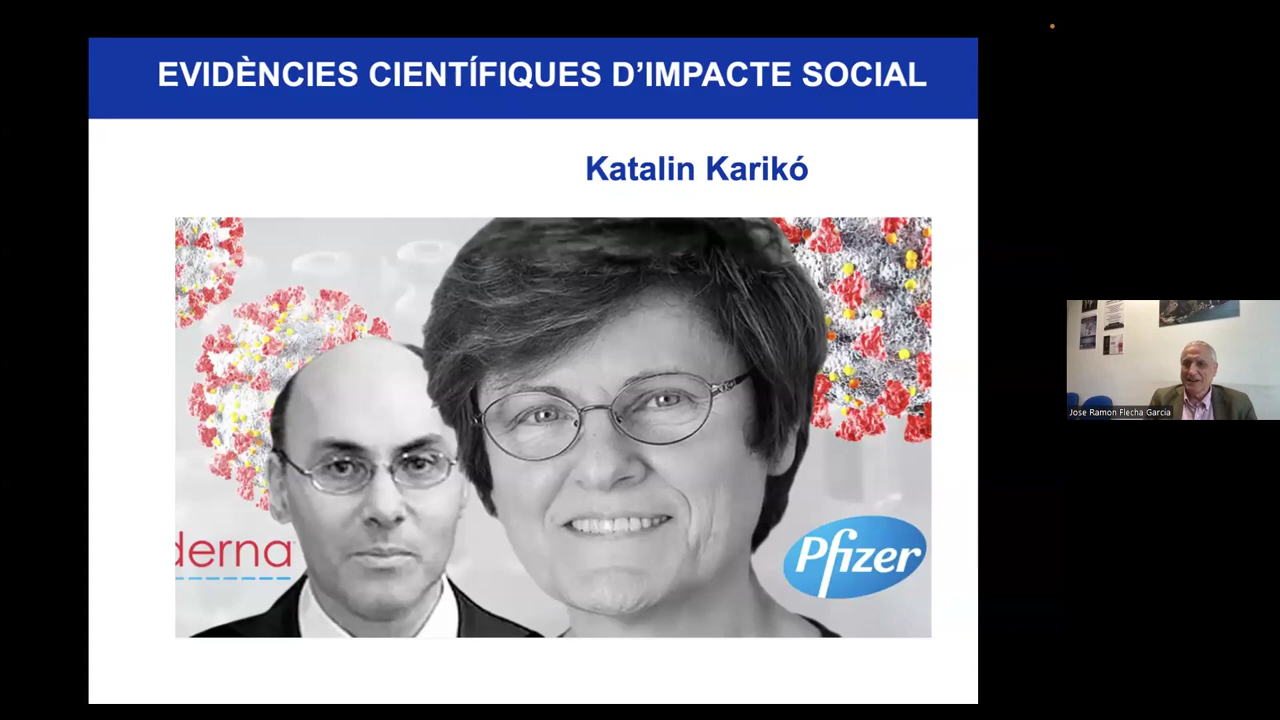 EVIDÈNCIES CIENTÍFIQUES D'IMPACTE SOCIAL
Katalin Karikó
derna
Pfizer
Jose Ramon Flecha Garcia